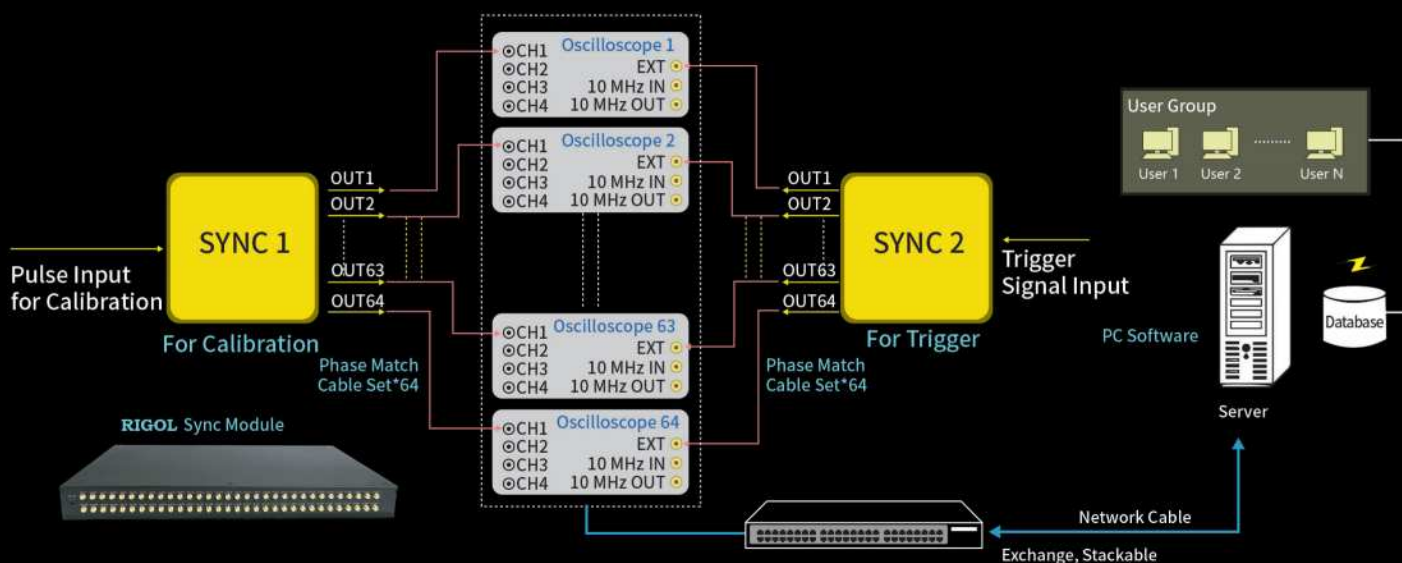 Oscilloscope 1
CH1
EXT
CH2
10 MHz IN
CH3
10 MHz OUT
CH4
Oscilloscope 2
CH1
EXT
CH2
10 MHz IN
CH3
10 MHz OUT
CH4
OUT1
OUT2
OUT63
OUT64
SYNC 1
Pulse Input
for Calibration
For Calibration
Phase Match
Cable Set*64
Oscilloscope 63
CH1
EXT
CH2
10 MHz IN
CH3
10 MHz OUT
CH4
Oscilloscope 64
CH1
EXT
CH2
10 MHz IN
CH3
10 MHz OUT
CH4
OUT1
OUT2
OUT63
OUT64
SYNC 2
Trigger
Signal Input
For Trigger
Phase Match
Cable Set*64
User Group
User 1 User 2 User N
PC Software
Database
Server
RIGOL Sync Module
Network Cable
Exchange, Stackable